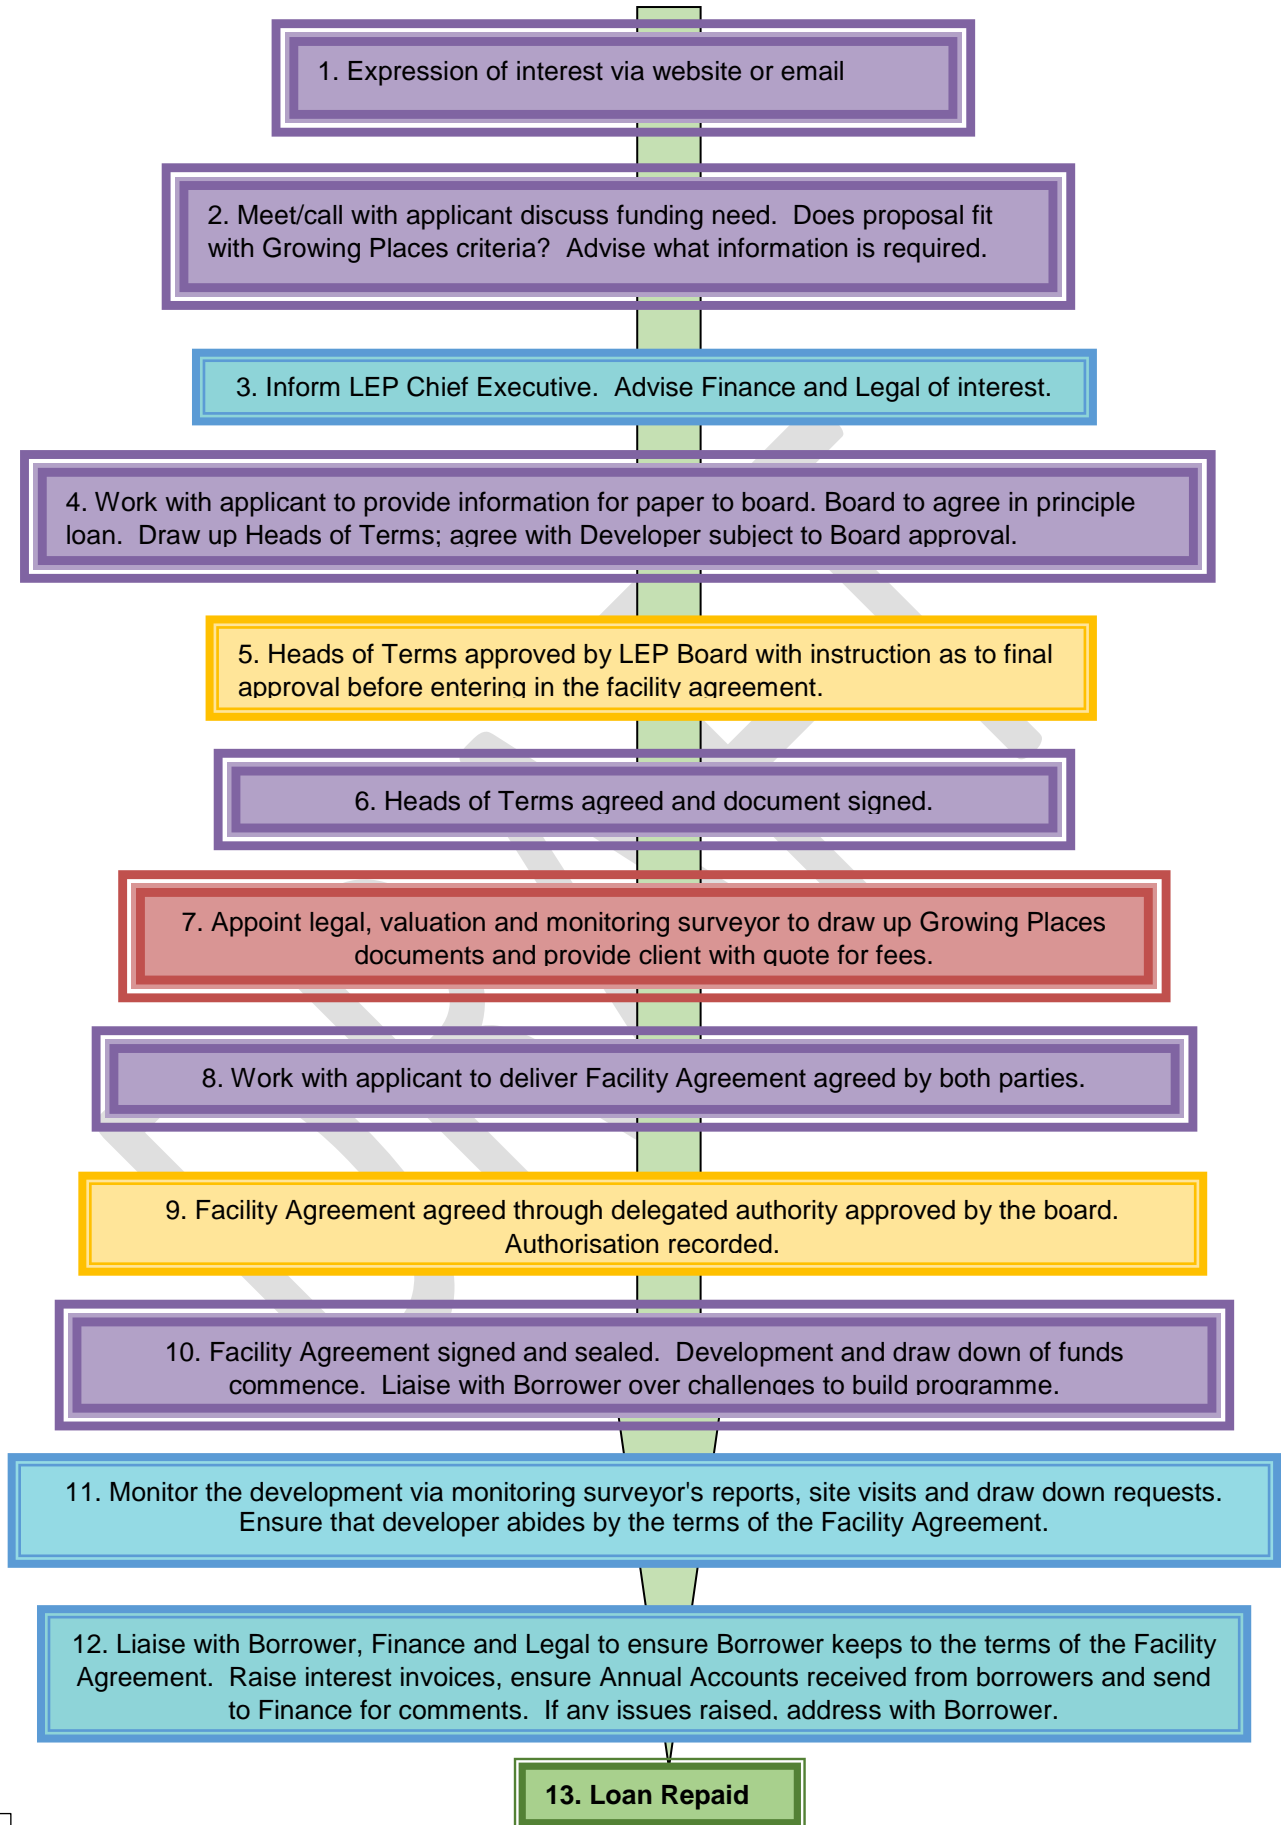 1. Expression of interest via website or email
2. Meet/call with applicant discuss funding need.  Does proposal fit
with Growing Places criteria?  Advise what information is required.
3. Inform LEP Chief Executive.  Advise Finance and Legal of interest.
4. Work with applicant to provide information for paper to board. Board to agree in principle
loan.  Draw up Heads of Terms; agree with Developer subject to Board approval.
5. Heads of Terms approved by LEP Board with instruction as to final
approval before entering in the facility agreement.
6. Heads of Terms agreed and document signed.
7. Appoint legal, valuation and monitoring surveyor to draw up Growing Places
documents and provide client with quote for fees.
8. Work with applicant to deliver Facility Agreement agreed by both parties.
9. Facility Agreement agreed through delegated authority approved by the board.
Authorisation recorded.
10. Facility Agreement signed and sealed.  Development and draw down of funds
commence.  Liaise with Borrower over challenges to build programme.
11. Monitor the development via monitoring surveyor's reports, site visits and draw down requests.
Ensure that developer abides by the terms of the Facility Agreement.
12. Liaise with Borrower, Finance and Legal to ensure Borrower keeps to the terms of the Facility
Agreement.  Raise interest invoices, ensure Annual Accounts received from borrowers and send
to Finance for comments.  If any issues raised, address with Borrower.
13. Loan Repaid
DRAFT